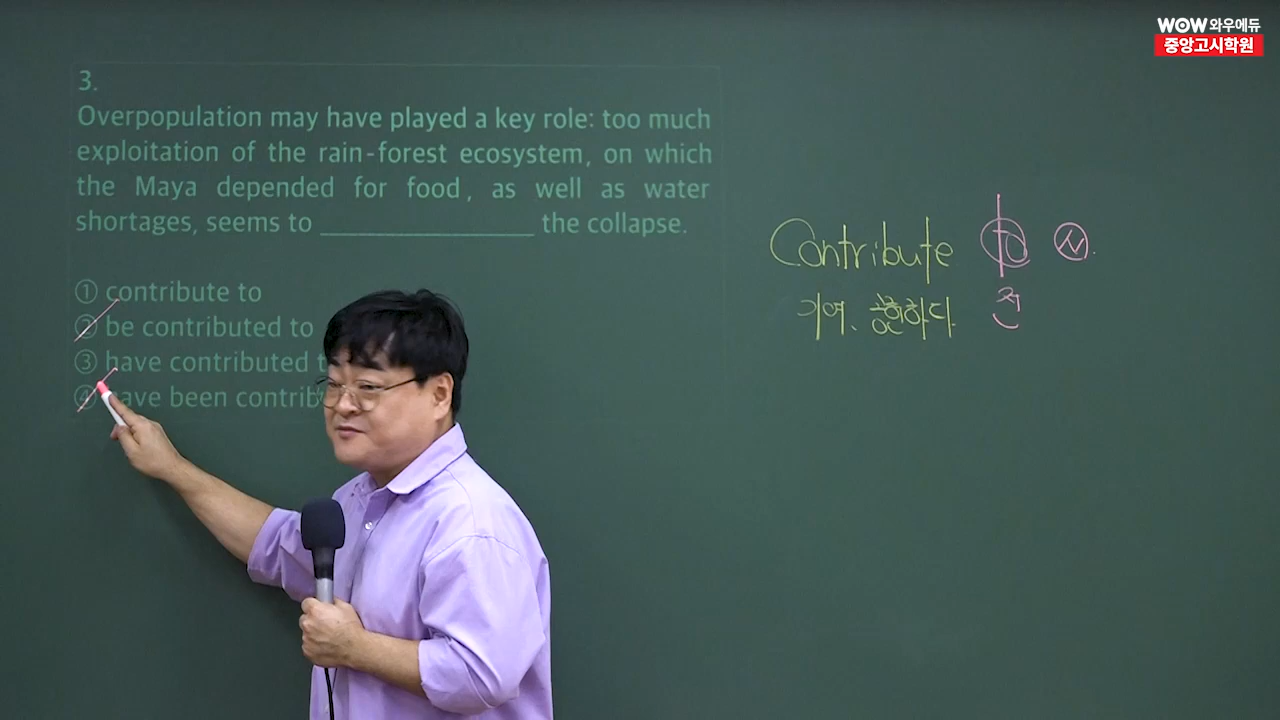 WOW 와우에듀
중앙고시학원
3.
Overpopulation may have played a key role: too much
exploitation of the rain-forest ecosystem, on which
the Maya depended for food, as well as water
shortages, seems to ____________ the collapse.
① contribute to
② be contributed to
③ have contributed t
④ have been contrib
Contribute to
기여, 공헌하다
전